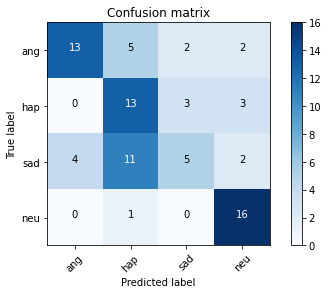 Confusion matrix
True label
ang 13 5 2 2
hap 0 13 3 3
sad 4 11 5 2
neu 0 1 0 16
ang hap sad neu
Predicted label
16
14
12
10
8
6
4
2
0